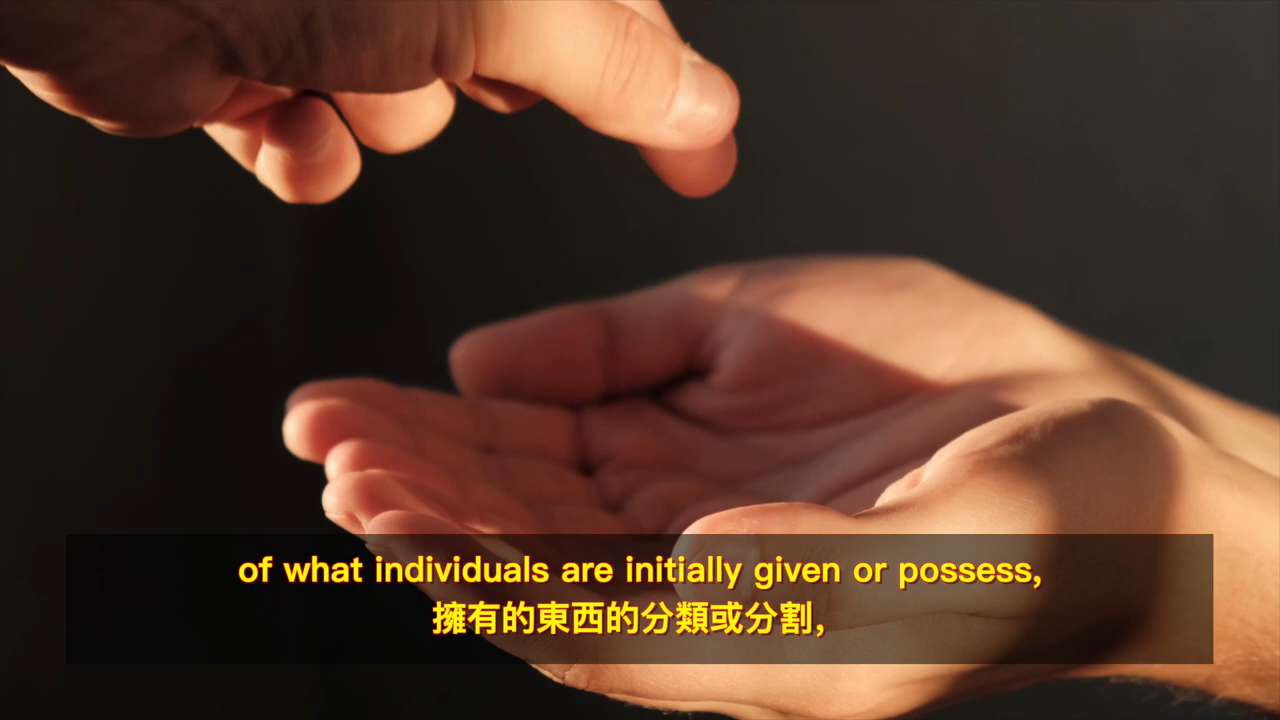 of what individuals are initially given or possess,
擁有的東西的分類或分割,